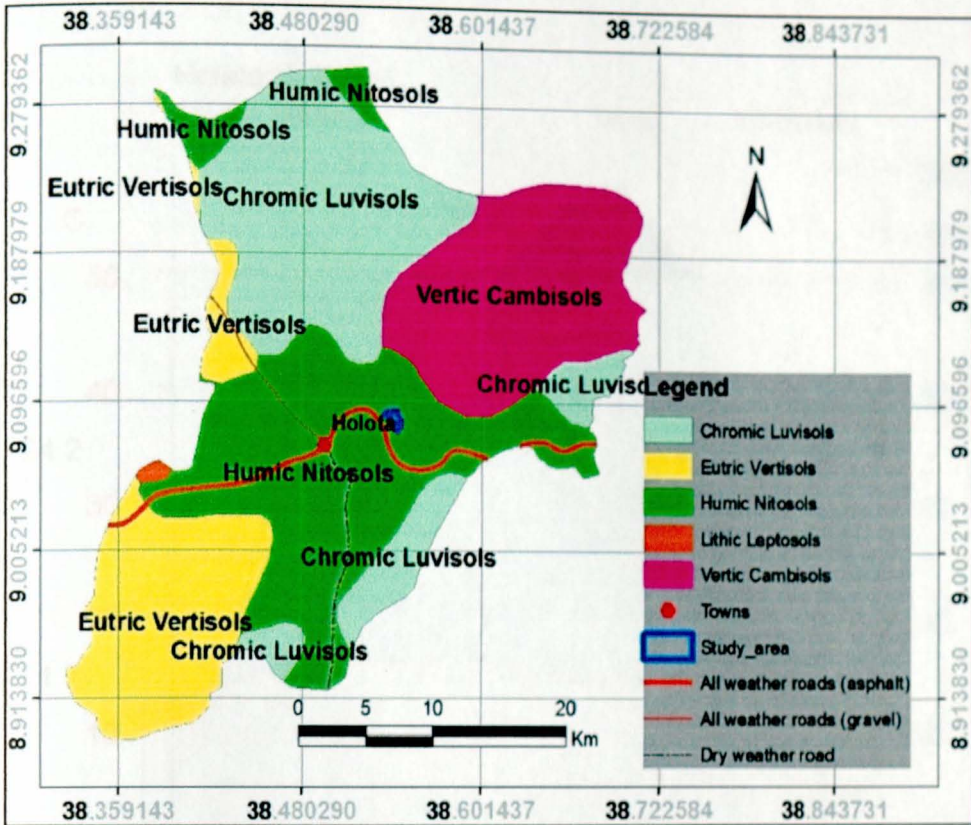 38.359143 38.480290 38.601437 38.722584 38.843731
9.279362 9.279362
Humic Nitosols
Humic Nitosols
N
Eutric Vertisols
Chromic Luvisols
9.187979 9.187979
Vertic Cambisols
Eutric Vertisols
Chromic Luviso
Legend
9.096596 9.096596
Holota
Chromic Luvisols
Eutric Vertisols
Humic Nitosols
Humic Nitosols
Lithic Leptosols
9.005213 9.005213
Chromic Luvisols
Vertic Cambisols
Towns
Eutric Vertisols
Chromic Luvisols
Study_area
All weather roads (asphalt)
8.913830 8.913830
0 5 10 20
Km
All weather roads (gravel)
Dry weather road
38.359143 38.480290 38.601437 38.722584 38.843731